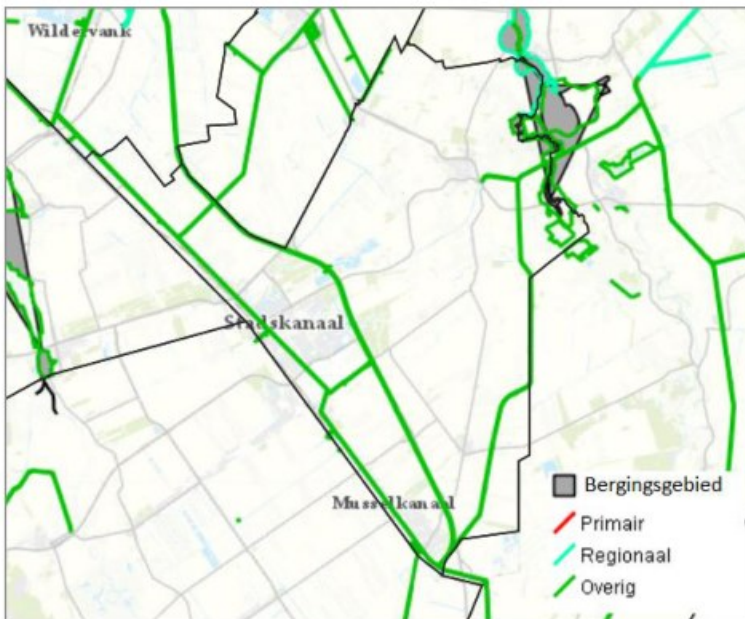 Wildervank
Stadskanaal
Musselkanaal
Bergingsgebied
Primair
Regionaal
Overig